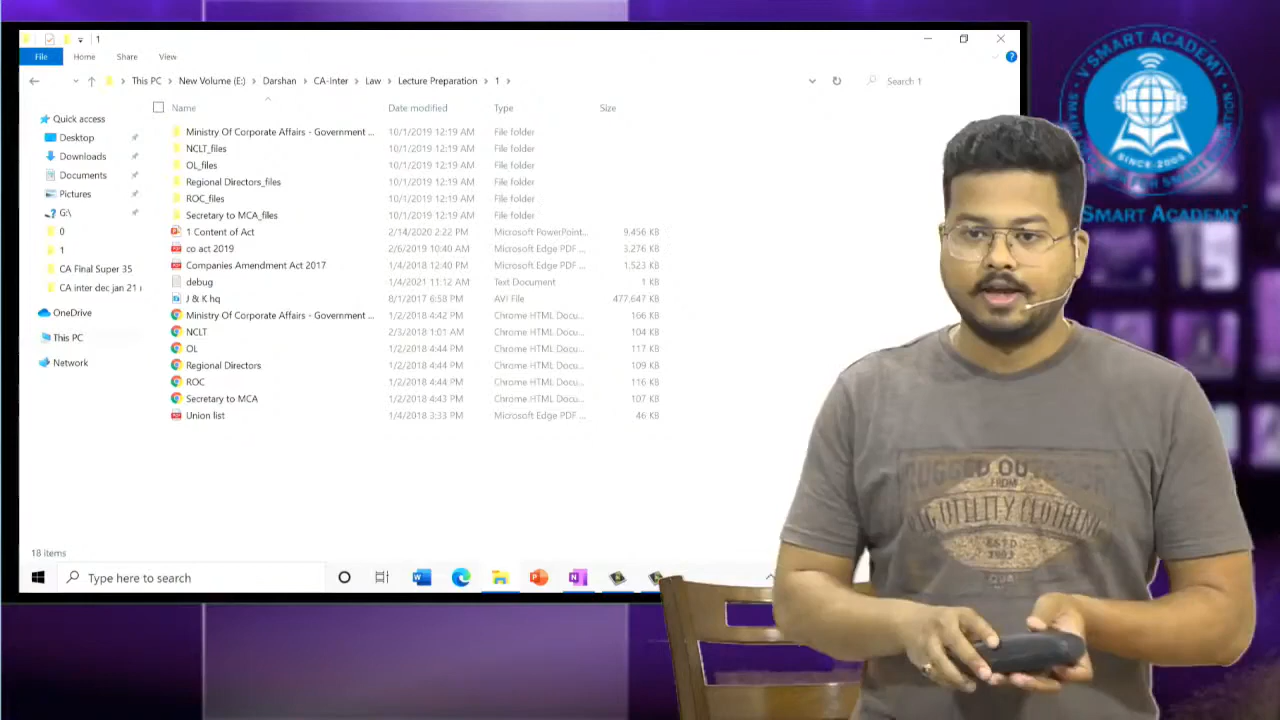 1
File Home Share View
This PC New Volume (E:) Darshan CA-Inter Law Lecture Preparation 1 Search 1
Name Date modified Type Size
Quick access
Desktop
Downloads
Documents
Pictures
G:\
0
1
CA Final Super 35
CA inter dec jan 21
OneDrive
This PC
Network
Ministry Of Corporate Affairs - Government ... 10/1/2019 12:19 AM File folder
NCLT_files 10/1/2019 12:19 AM File folder
OL_files 10/1/2019 12:19 AM File folder
Regional Directors_files 10/1/2019 12:19 AM File folder
ROC_files 10/1/2019 12:19 AM File folder
Secretary to MCA_files 10/1/2019 12:19 AM File folder
1 Content of Act 2/14/2020 2:22 PM Microsoft PowerPoint... 9,456 KB
co act 2019 2/6/2019 10:40 AM Microsoft Edge PDF ... 3,276 KB
Companies Amendment Act 2017 1/4/2018 12:40 PM Microsoft Edge PDF ... 1,523 KB
debug 1/4/2021 11:12 AM Text Document 1 KB
J & K hq 8/1/2017 6:58 PM AVI File 477,647 KB
Ministry Of Corporate Affairs - Government ... 1/2/2018 4:42 PM Chrome HTML Docu... 166 KB
NCLT 2/3/2018 1:01 AM Chrome HTML Docu... 104 KB
OL 1/2/2018 4:44 PM Chrome HTML Docu... 117 KB
Regional Directors 1/2/2018 4:44 PM Chrome HTML Docu... 109 KB
ROC 1/2/2018 4:44 PM Chrome HTML Docu... 116 KB
Secretary to MCA 1/2/2018 4:43 PM Chrome HTML Docu... 107 KB
Union list 1/4/2018 3:33 PM Microsoft Edge PDF ... 46 KB
18 items
Type here to search
V'SMART ACADEMY
SINCE-2006
SMART ACADEMY
RUGGED OUTDOOR
FROM
BIG UTILITY CLOTHING
ESTD